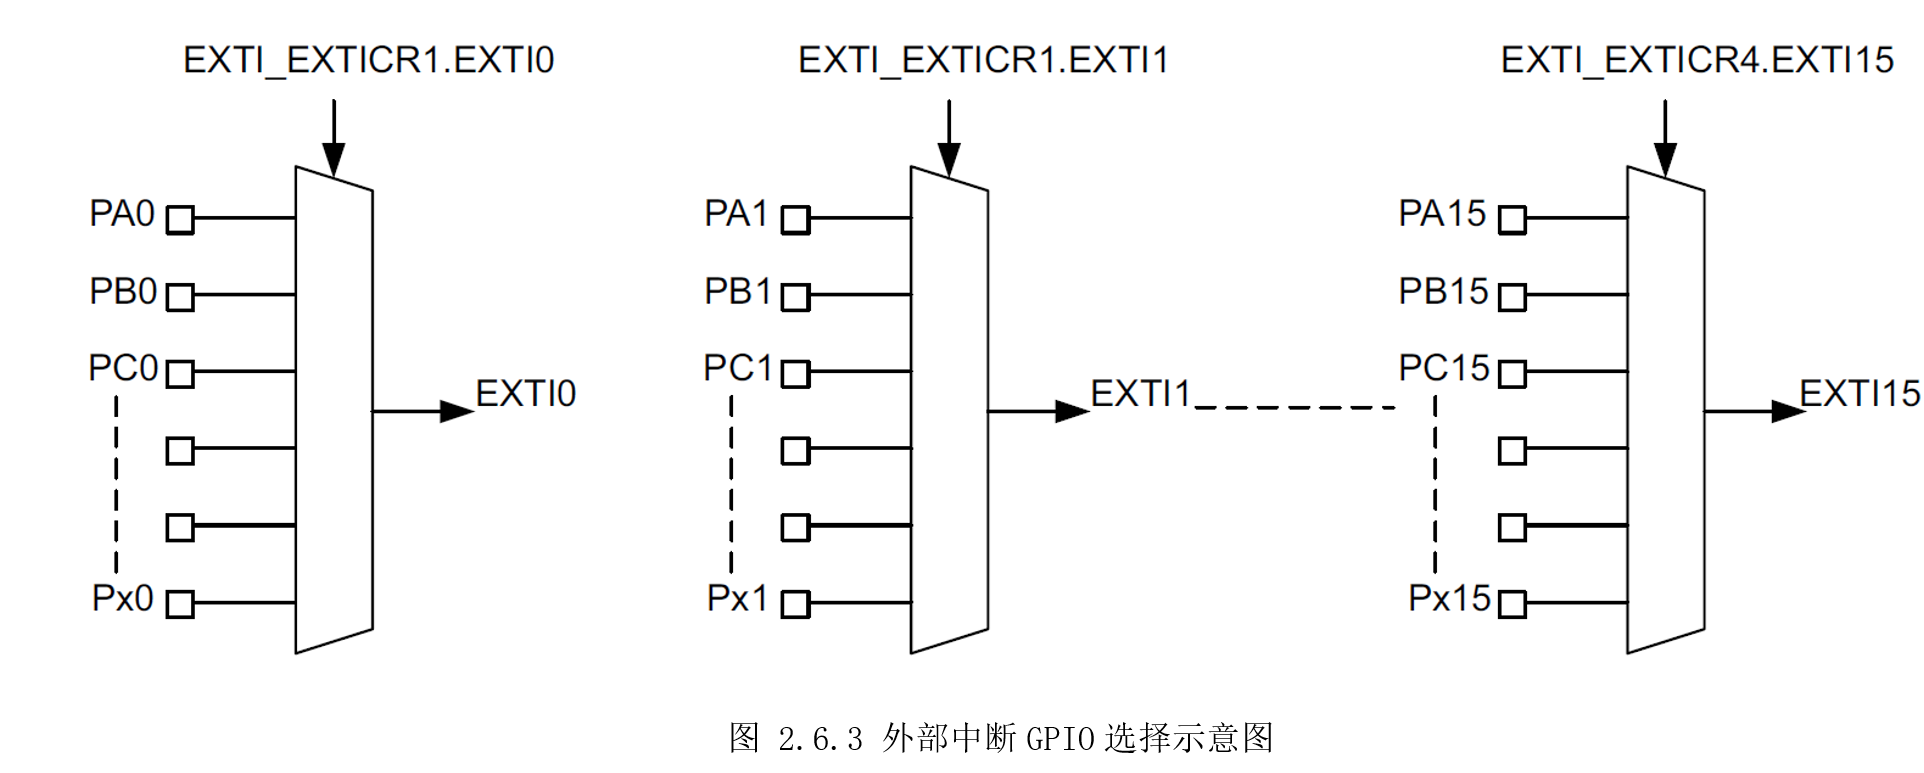 EXTI_EXTICR1.EXTI0
EXTI_EXTICR1.EXTI1
EXTI_EXTICR4.EXTI15
PA0
PB0
PC0
Px0
EXTI0
PA1
PB1
PC1
Px1
EXTI1
PA15
PB15
PC15
Px15
EXTI15
图 2.6.3 外部中断 GPIO 选择示意图